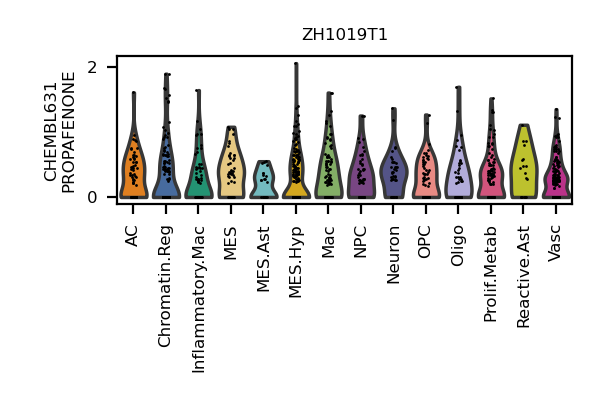 ZH1019T1
CHEMBL631
PROPAFENONE
2
0
AC
Chromatin.Reg
Inflammatory.Mac
MES
MES.Ast
MES.Hyp
Mac
NPC
Neuron
OPC
Oligo
Prolif.Metab
Reactive.Ast
Vasc